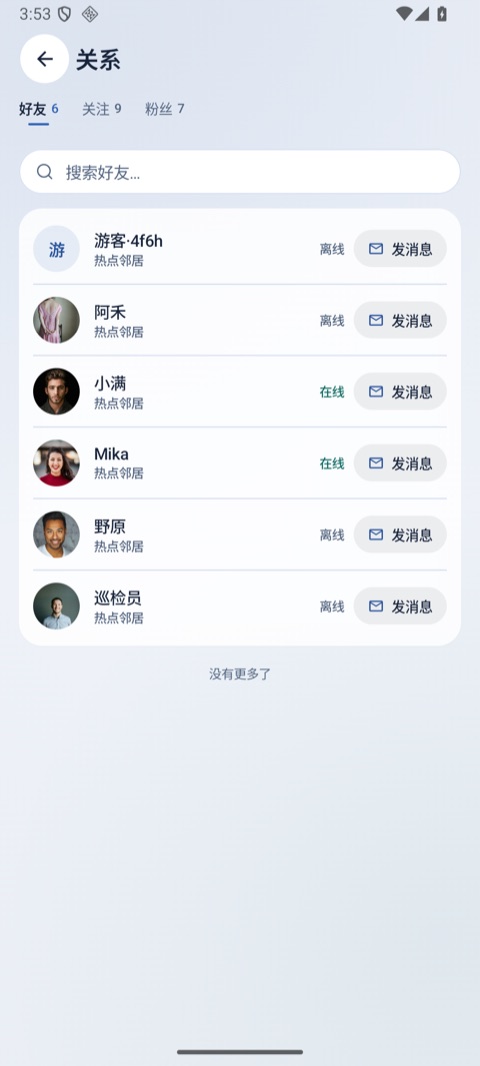 3:53
关系
好友 6 关注 9 粉丝 7
搜索好友...
游
游客·4f6h
热点邻居
离线
发消息
阿禾
热点邻居
离线
发消息
小满
热点邻居
在线
发消息
Mika
热点邻居
在线
发消息
野原
热点邻居
离线
发消息
巡检员
热点邻居
离线
发消息
没有更多了